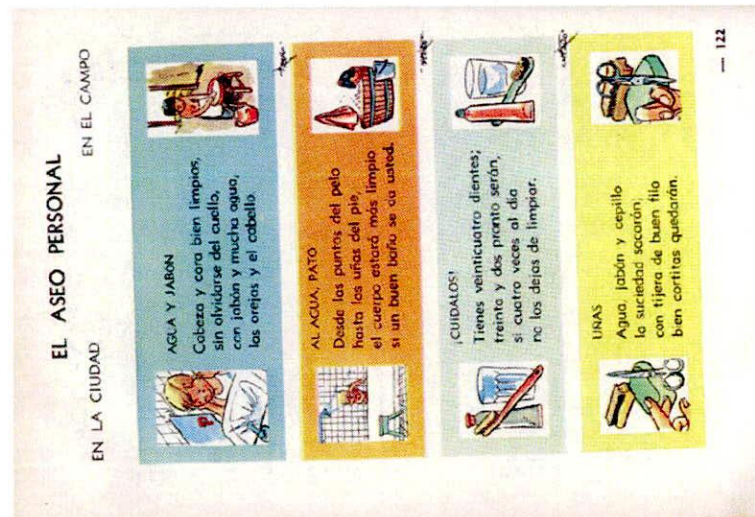 EL ASEO PERSONAL
EN LA CIUDAD
EN EL CAMPO
AGUA Y JABON
Cabeza y cara bien limpios,
sin olvidarse del cuello,
con jabón y mucha agua,
las orejas y el cabello.
AL AGUA, PATO
Desde las puntas del pelo
hasta las uñas del pie,
el cuerpo estará más limpio
si un buen baño se da usted.
¡CUIDALOS!
Tienes veinticuatro dientes;
treinta y dos pronto serán,
si cuatro veces al día
no los dejas de limpiar.
UÑAS
Agua, jabón y cepillo
la suciedad sacarán;
con tijera de buen filo
bien cortitas quedarán.
— 122